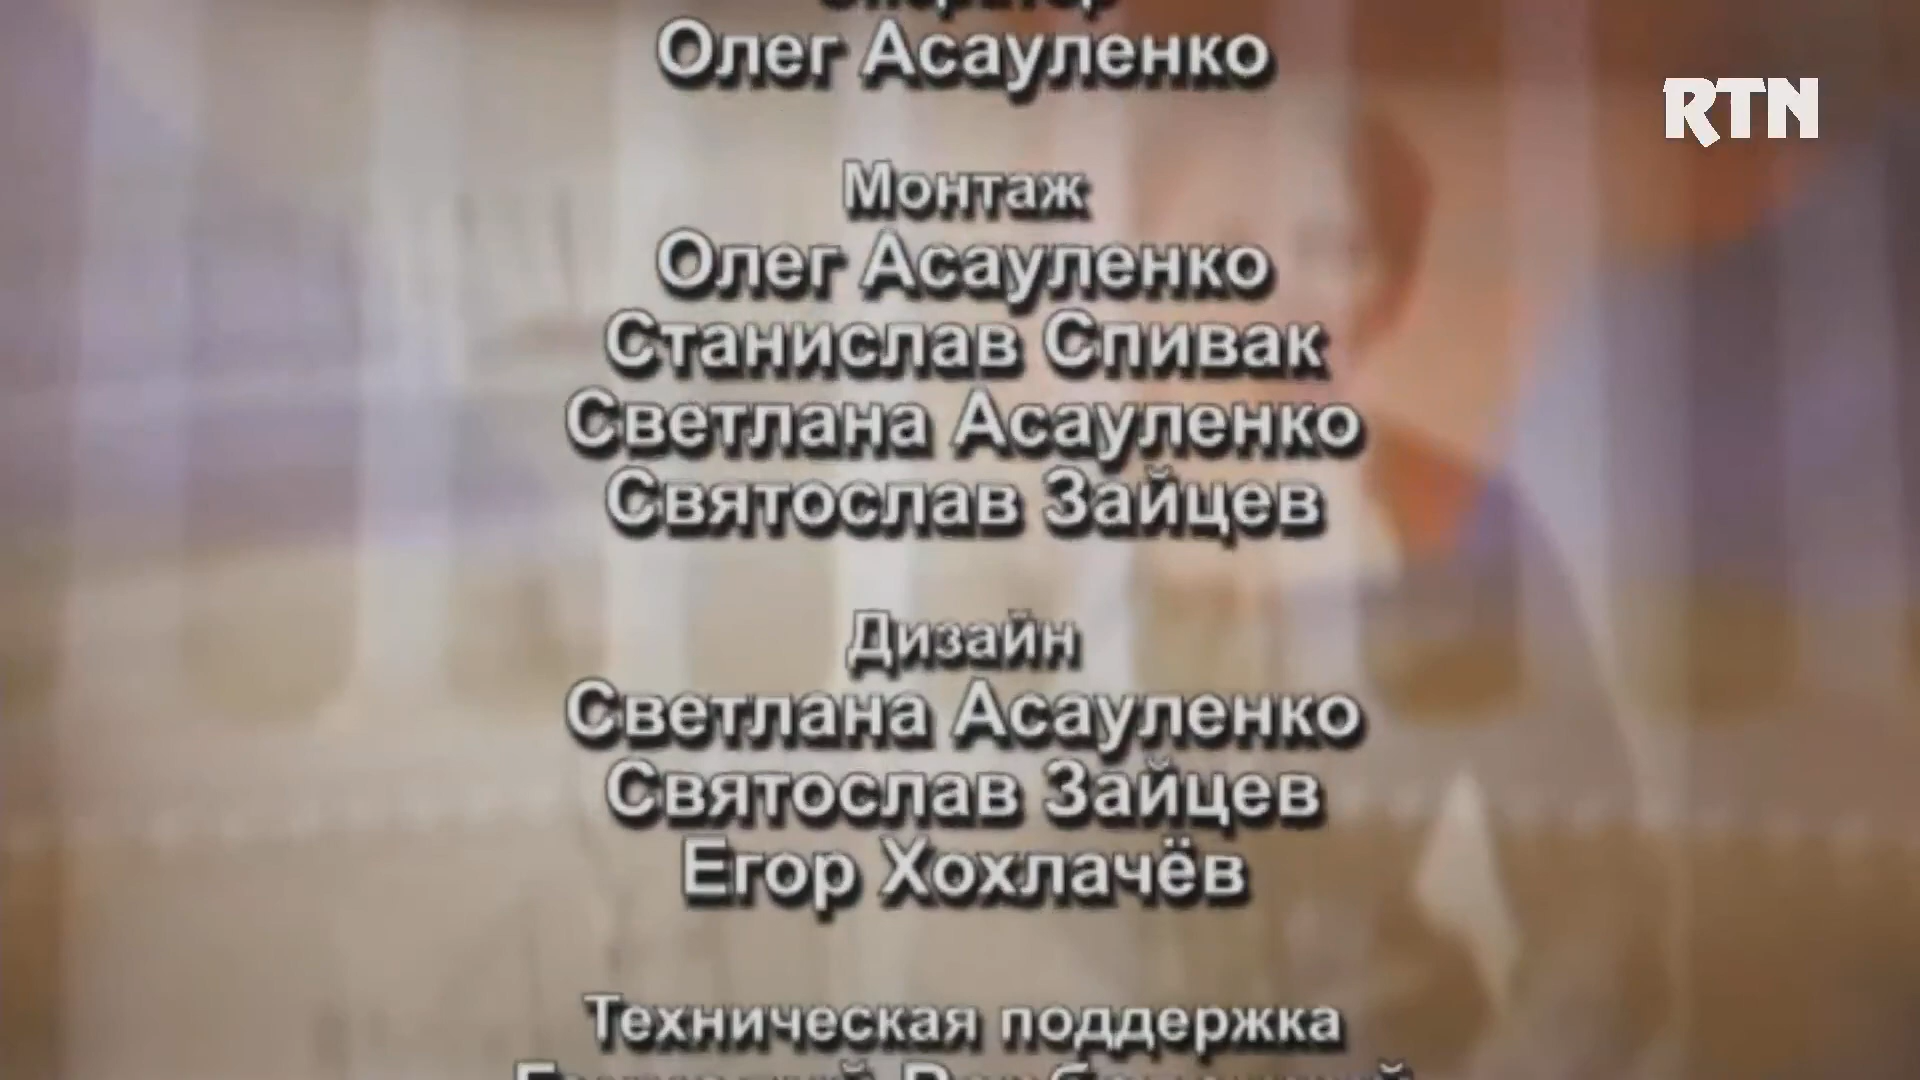 Оператор
Олег Асауленко
RTN
Монтаж
Олег Асауленко
Станислав Спивак
Светлана Асауленко
Святослав Зайцев
Дизайн
Светлана Асауленко
Святослав Зайцев
Егор Хохлачёв
Техническая поддержка